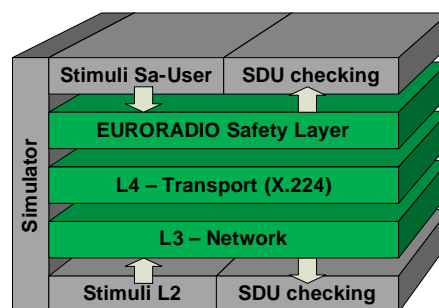 Simulator
Stimuli Sa-User
SDU checking
EURORADIO Safety Layer
L4 – Transport (X.224)
L3 – Network
Stimuli L2
SDU checking